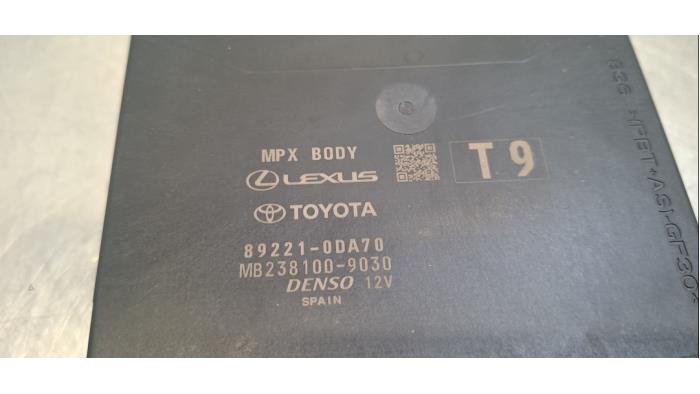 MPX BODY
LEXUS
T9
TOYOTA
89221-0DA70
MB238100-9030
DENSO 12V
SPAIN